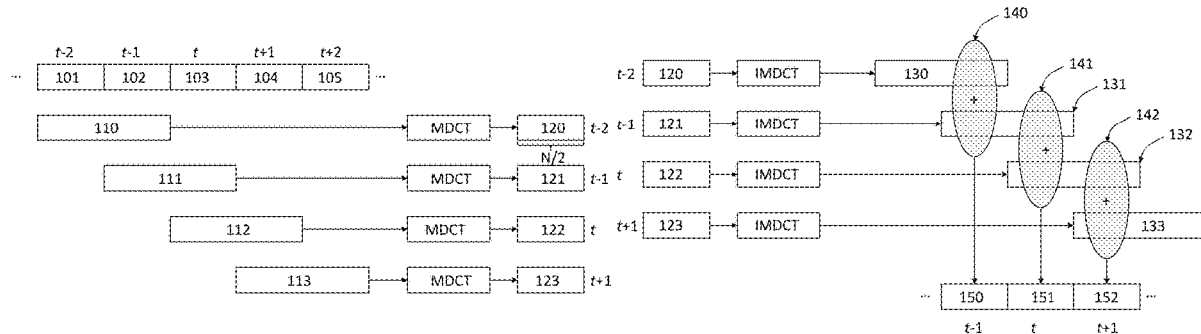 t-2 t-1 t t+1 t+2
... 101 102 103 104 105 ...
110 MDCT 120 t-2
N/2
111 MDCT 121 t-1
112 MDCT 122 t
113 MDCT 123 t+1
140
t-2 120 IMDCT 130
141
+
131
t-1 121 IMDCT
142
+
132
t 122 IMDCT
+
t+1 123 IMDCT 133
... 150 151 152 ...
t-1 t t+1